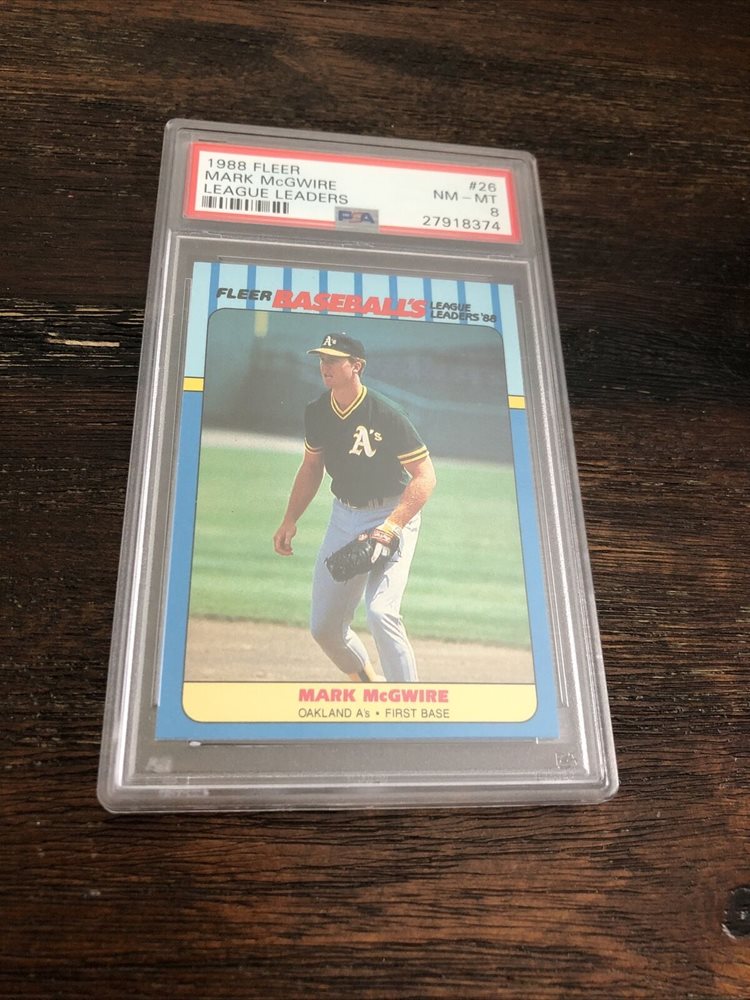 1988 FLEER #26
MARK McGWIRE NM - MT
LEAGUE LEADERS 8
PSA 27918374
FLEER BASEBALL'S LEAGUE
LEADERS '88
A's
A's
MARK McGWIRE
OAKLAND A's • FIRST BASE